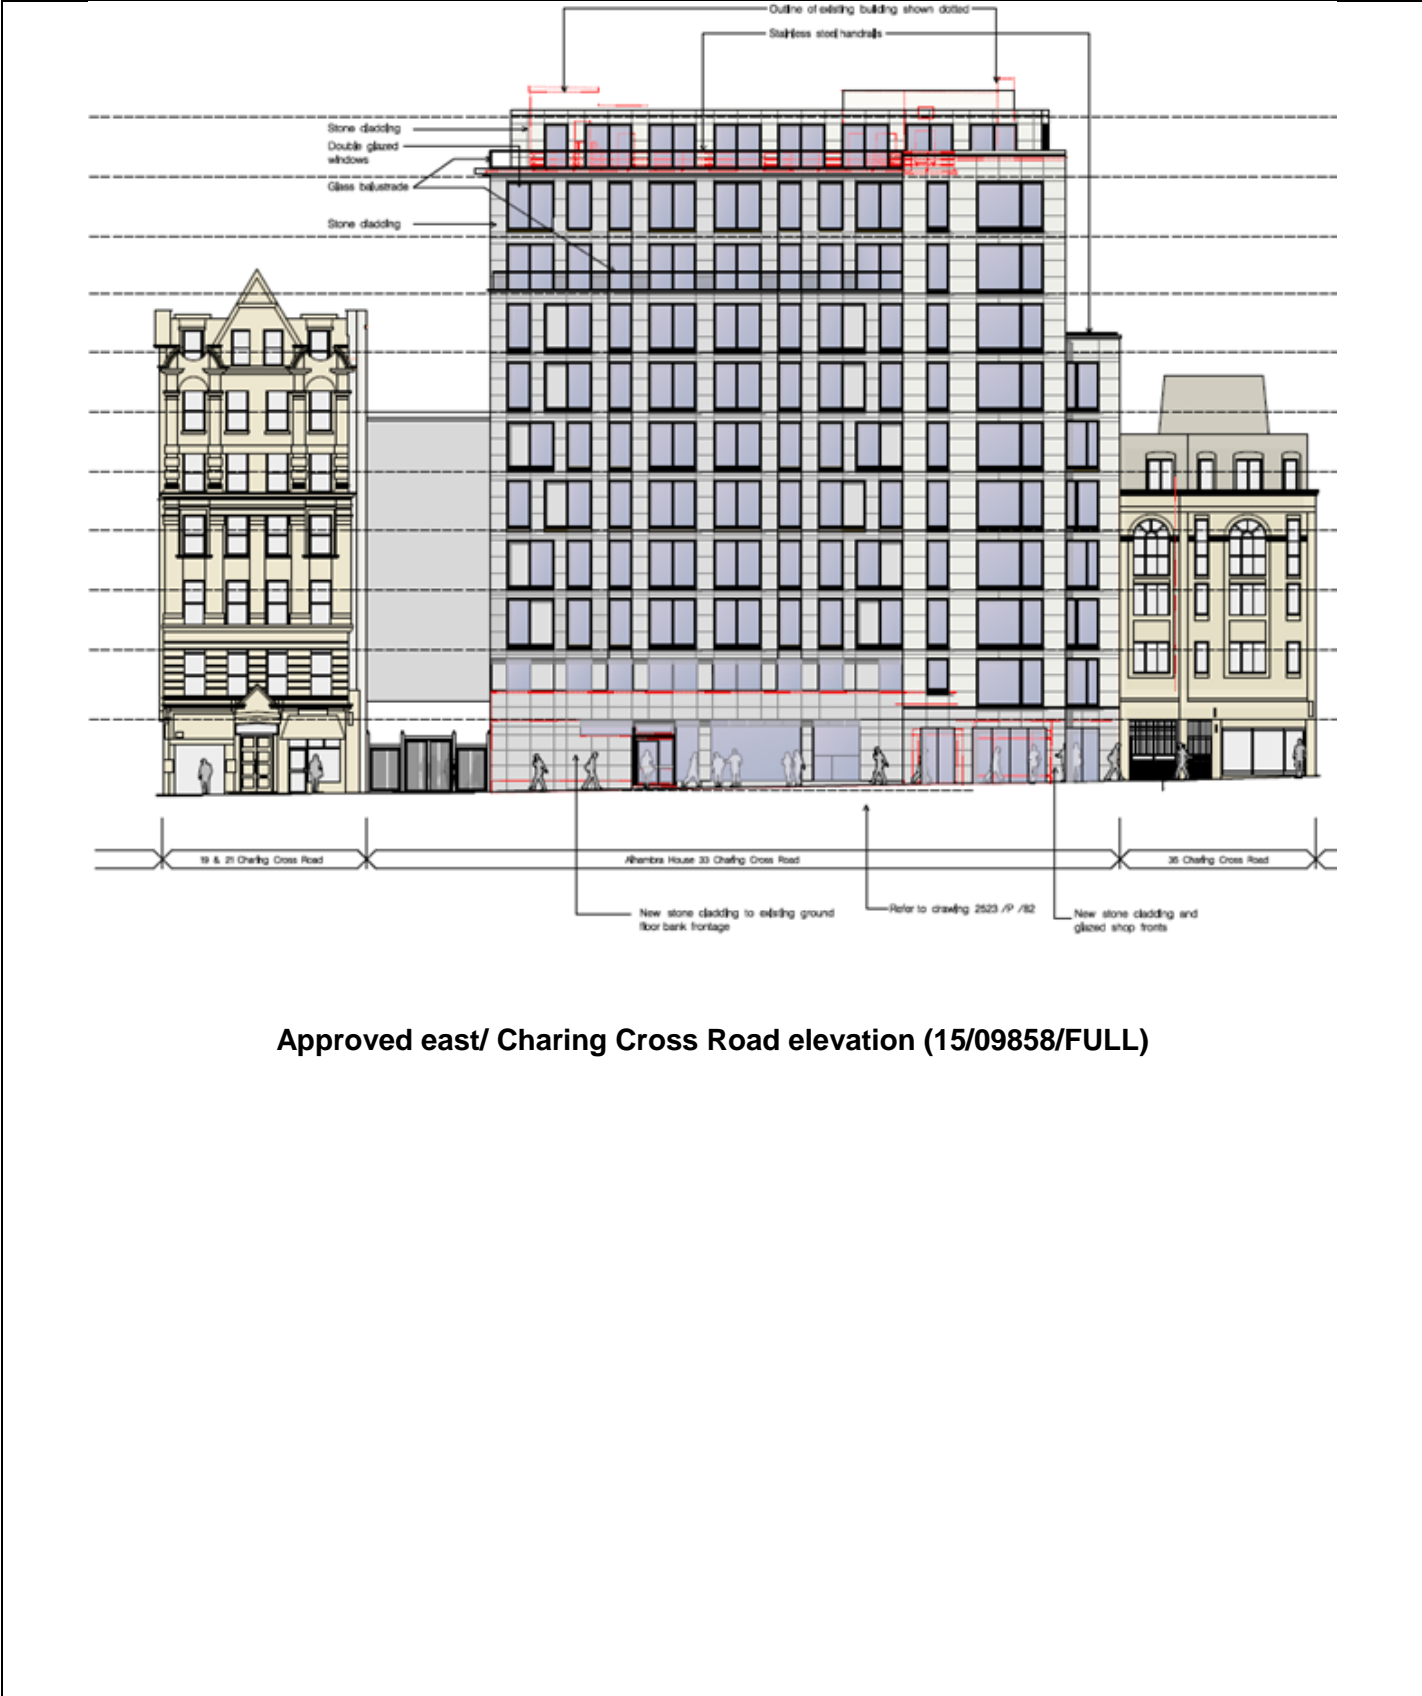 Outline of existing building shown dotted
Stainless steel handrails
Stone cladding
Double glazed
windows
Glass balustrade
Stone cladding
19 & 21 Charing Cross Road
Alhambra House 33 Charing Cross Road
35 Charing Cross Road
New stone cladding to existing ground
floor bank frontage
Refer to drawing 2523 /P /82
New stone cladding and
glazed shop fronts
Approved east/ Charing Cross Road elevation (15/09858/FULL)